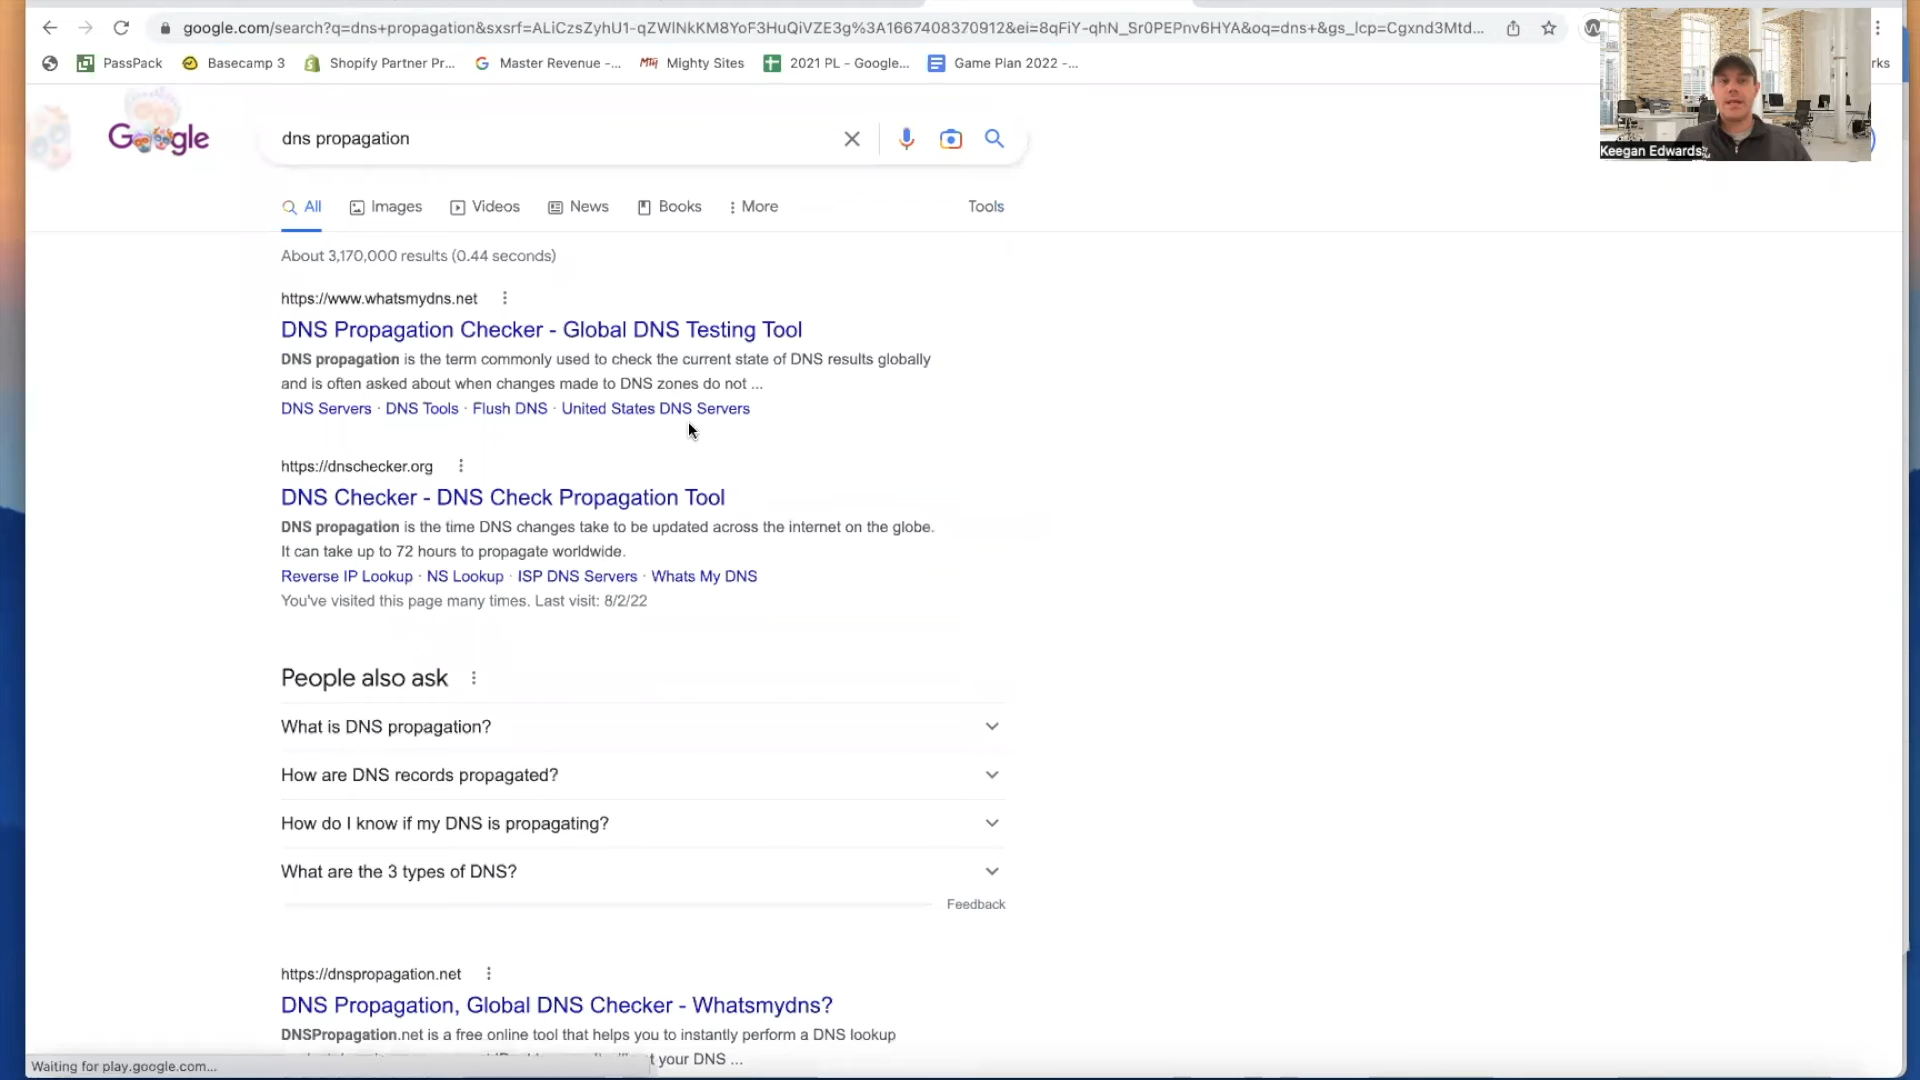 google.com/search?q=dns+propagation&sxsrf=ALiCzsZyhU1-qZWlNkKM8YoF3HuQiVZE3g%3A1667408370912&ei=8qFiY-qhN_Sr0PEPnv6HYA&oq=dns+&gs_lcp=Cgxnd3Mtd...
PassPack
Basecamp 3
Shopify Partner Pr...
Master Revenue -...
Mighty Sites
2021 PL - Google...
Game Plan 2022 -...
rks
Keegan Edwards
Google
dns propagation
All
Images
Videos
News
Books
More
Tools
About 3,170,000 results (0.44 seconds)
https://www.whatsmydns.net
DNS Propagation Checker - Global DNS Testing Tool
DNS propagation is the term commonly used to check the current state of DNS results globally
and is often asked about when changes made to DNS zones do not ...
DNS Servers · DNS Tools · Flush DNS · United States DNS Servers
https://dnschecker.org
DNS Checker - DNS Check Propagation Tool
DNS propagation is the time DNS changes take to be updated across the internet on the globe.
It can take up to 72 hours to propagate worldwide.
Reverse IP Lookup · NS Lookup · ISP DNS Servers · Whats My DNS
You've visited this page many times. Last visit: 8/2/22
People also ask
What is DNS propagation?
How are DNS records propagated?
How do I know if my DNS is propagating?
What are the 3 types of DNS?
Feedback
https://dnspropagation.net
DNS Propagation, Global DNS Checker - Whatsmydns?
DNSPropagation.net is a free online tool that helps you to instantly perform a DNS lookup
t your DNS ...
Waiting for play.google.com...